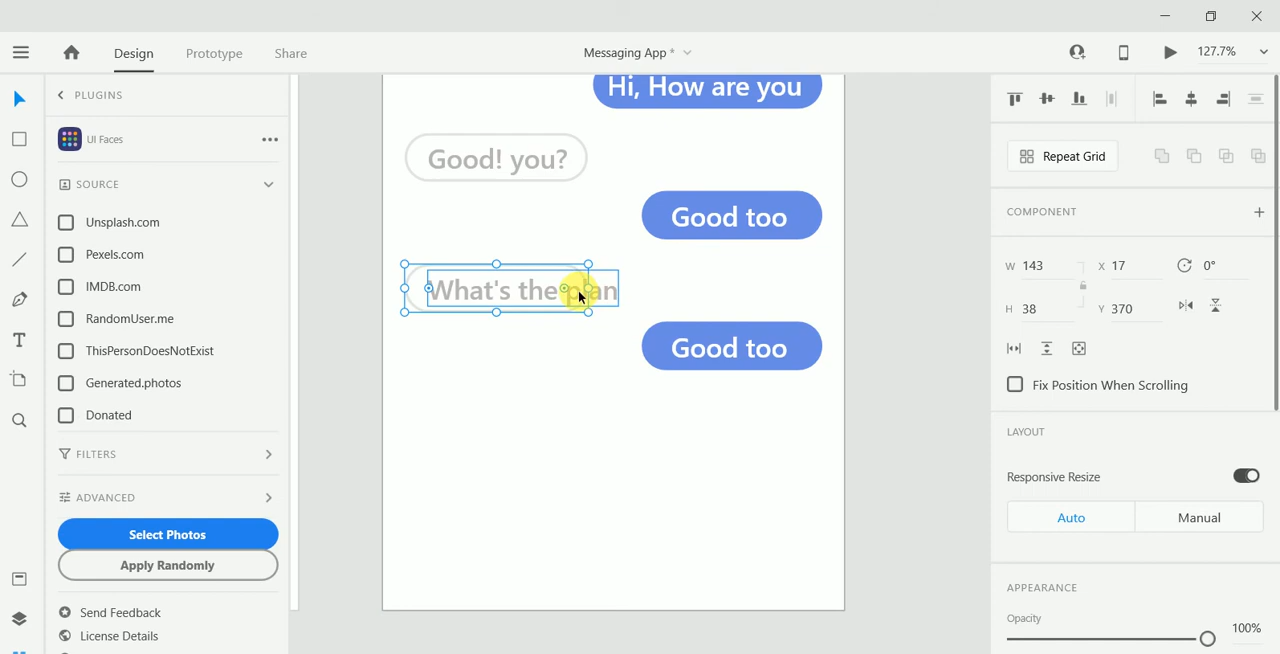 Design
Prototype
Share
Messaging App *
127.7%
PLUGINS
UI Faces
SOURCE
Unsplash.com
Pexels.com
IMDB.com
RandomUser.me
ThisPersonDoesNotExist
Generated.photos
Donated
FILTERS
ADVANCED
Select Photos
Apply Randomly
Send Feedback
License Details
Hi, How are you
Good! you?
Good too
What's the plan
Good too
Repeat Grid
COMPONENT
W 143 X 17 0°
H 38 Y 370
Fix Position When Scrolling
LAYOUT
Responsive Resize
Auto Manual
APPEARANCE
Opacity
100%